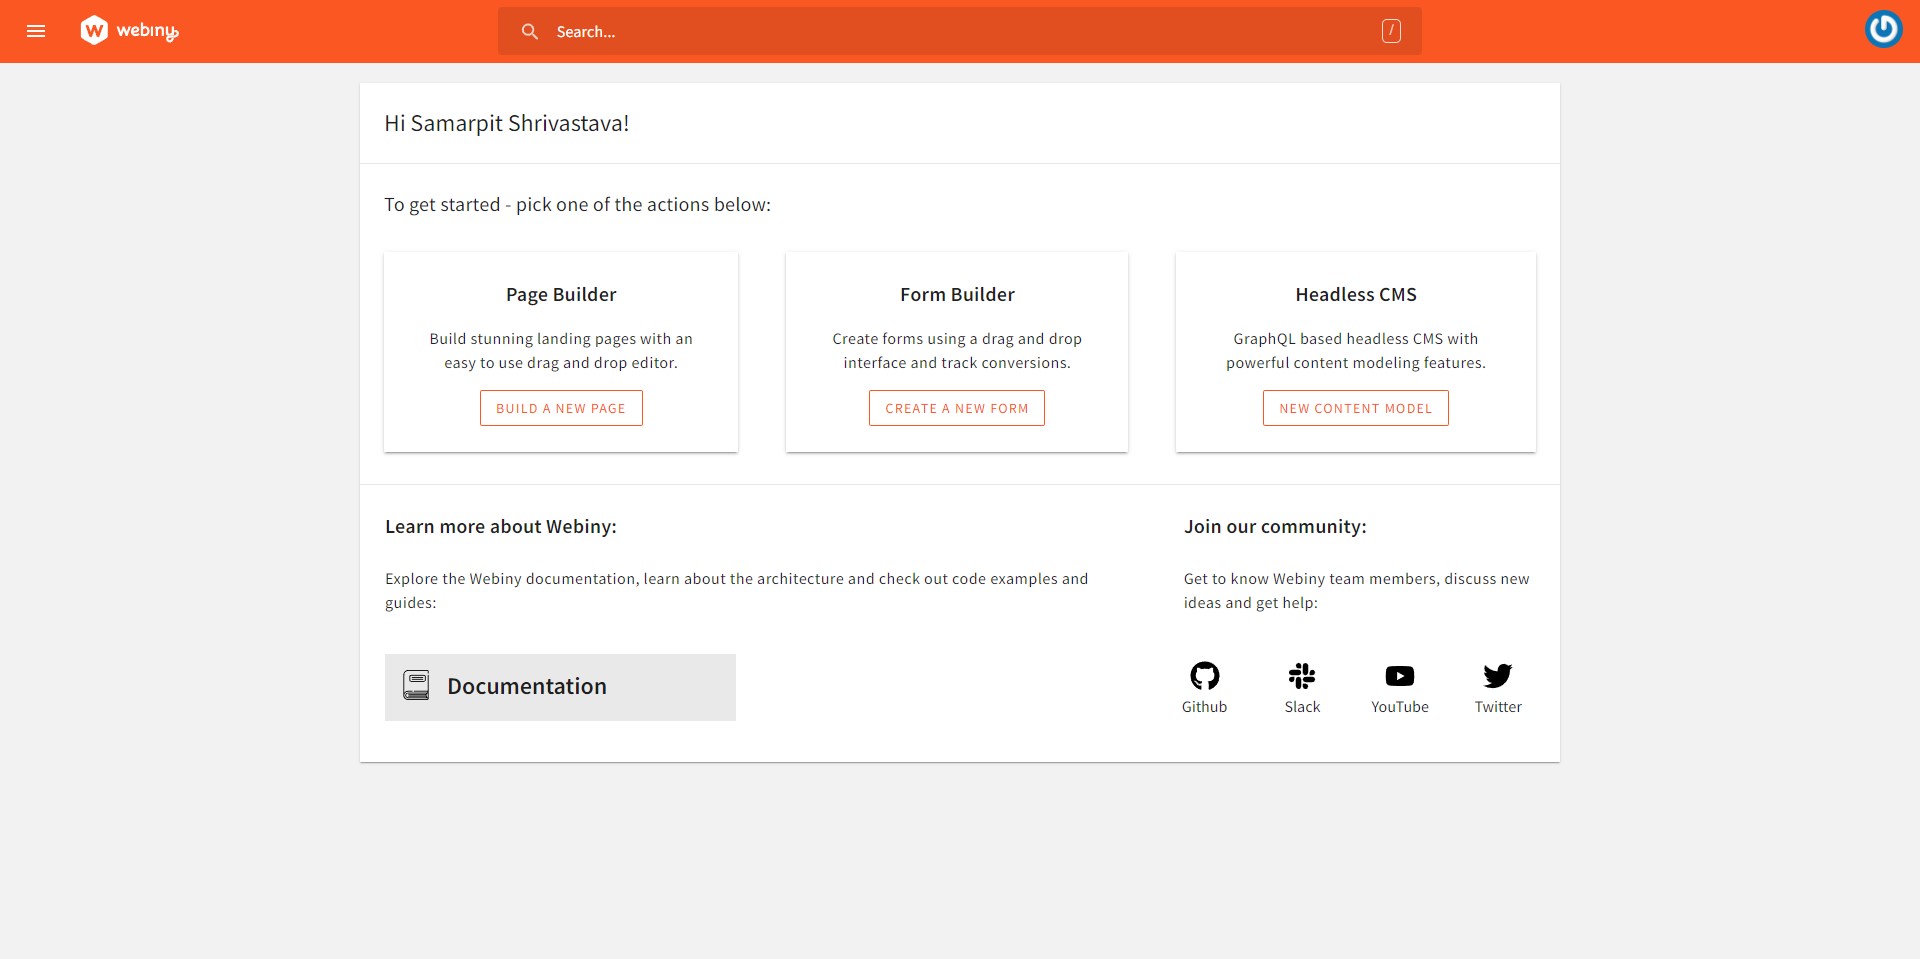 webiny
Search...
/
Hi Samarpit Shrivastava!
To get started - pick one of the actions below:
Page Builder
Build stunning landing pages with an
easy to use drag and drop editor.
BUILD A NEW PAGE
Form Builder
Create forms using a drag and drop
interface and track conversions.
CREATE A NEW FORM
Headless CMS
GraphQL based headless CMS with
powerful content modeling features.
NEW CONTENT MODEL
Learn more about Webiny:
Explore the Webiny documentation, learn about the architecture and check out code examples and
guides:
Documentation
Join our community:
Get to know Webiny team members, discuss new
ideas and get help:
Github
Slack
YouTube
Twitter